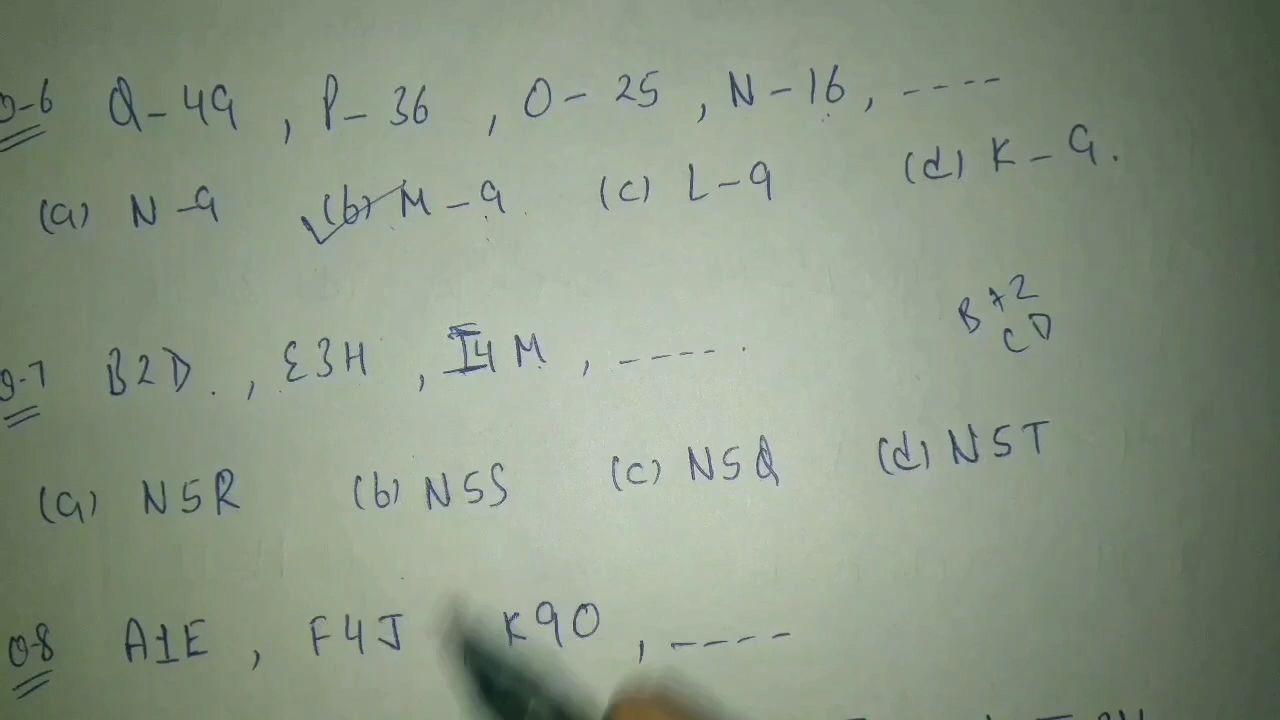 Q-6 Q-49, P-36, O-25, N-16, ----
(a) N-9 (b) M-9. (c) L-9 (d) K-9.
B+2
CD
Q-7 B2D., E3H, I4M, ----.
(a) N5R (b) N5S (c) N5Q (d) N5T
Q-8 A1E, F4J K9O, ----